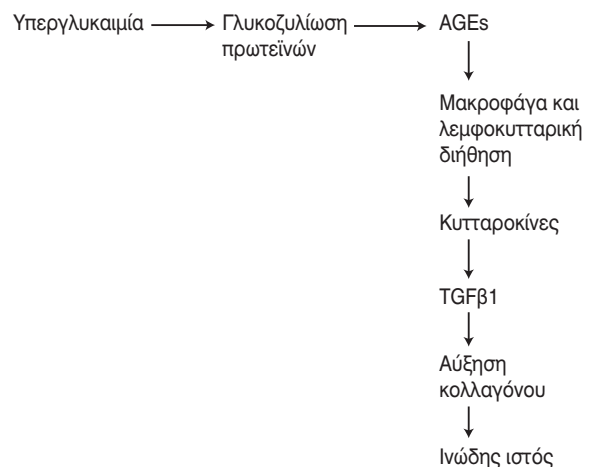 Υπεργλυκαιμία
Γλυκοζυλίωση
πρωτεϊνών
AGEs
Μακροφάγα και
λεμφοκυτταρική
διήθηση
Κυτταροκίνες
TGFβ1
Αύξηση
κολλαγόνου
Ινώδης ιστός